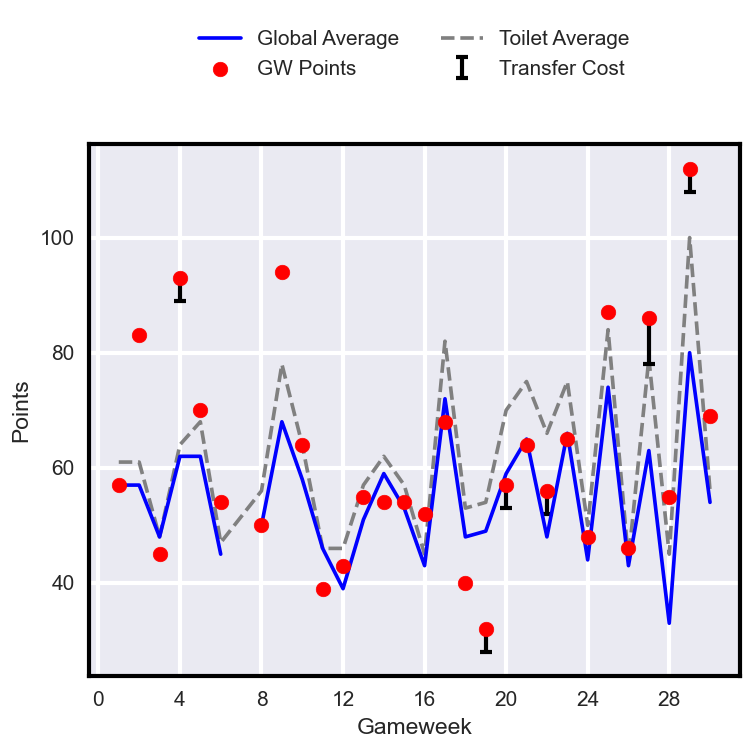 Global Average
Toilet Average
GW Points
Transfer Cost
100
80
60
40
Points
0 4 8 12 16 20 24 28
Gameweek